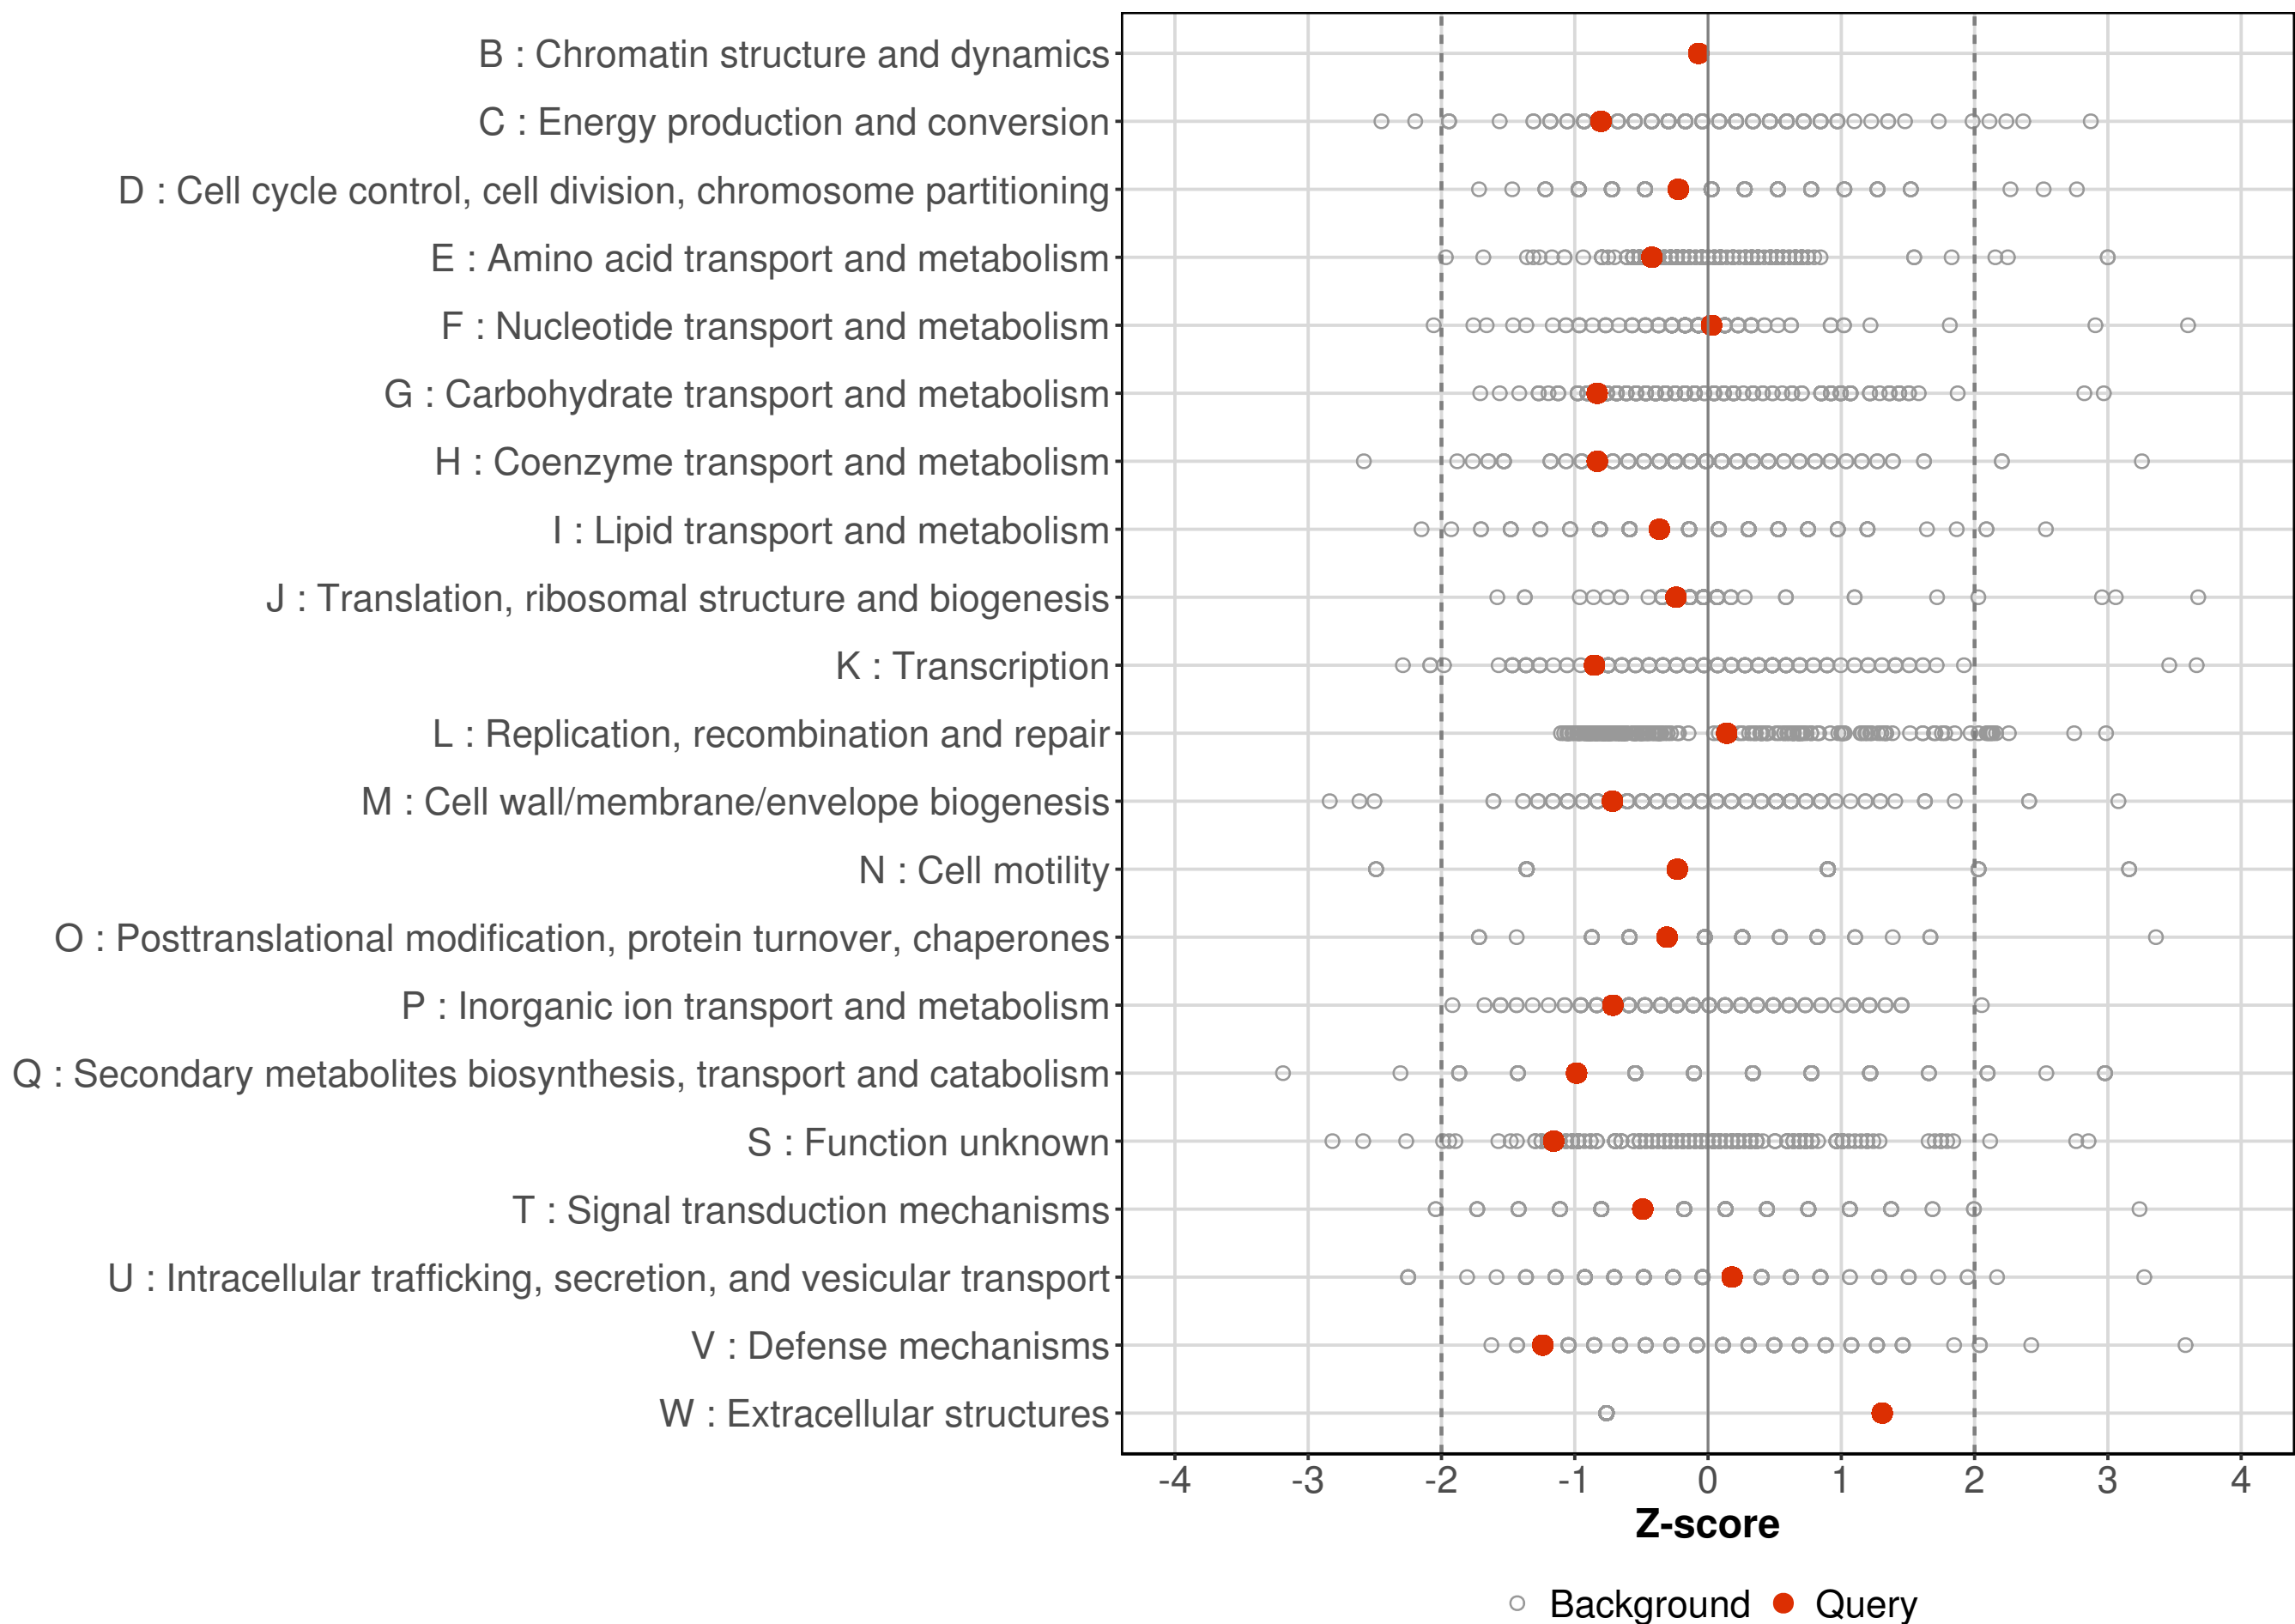 B : Chromatin structure and dynamics
C : Energy production and conversion
D : Cell cycle control, cell division, chromosome partitioning
E : Amino acid transport and metabolism
F : Nucleotide transport and metabolism
G : Carbohydrate transport and metabolism
H : Coenzyme transport and metabolism
I : Lipid transport and metabolism
J : Translation, ribosomal structure and biogenesis
K : Transcription
L : Replication, recombination and repair
M : Cell wall/membrane/envelope biogenesis
N : Cell motility
O : Posttranslational modification, protein turnover, chaperones
P : Inorganic ion transport and metabolism
Q : Secondary metabolites biosynthesis, transport and catabolism
S : Function unknown
T : Signal transduction mechanisms
U : Intracellular trafficking, secretion, and vesicular transport
V : Defense mechanisms
W : Extracellular structures
-4 -3 -2 -1 0 1 2 3 4
Z-score
Background Query